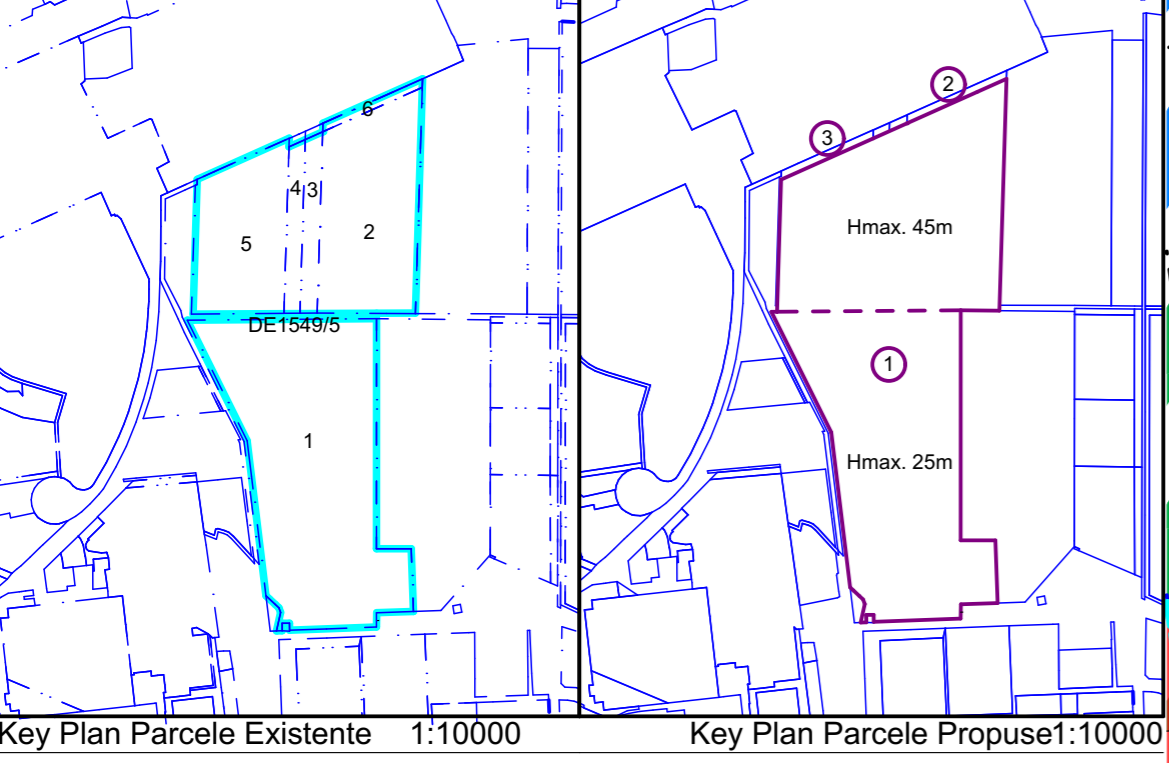 6
4
3
5
2
DE1549/5
1
Key Plan Parcele Existente 1:10000
2
3
Hmax. 45m
1
Hmax. 25m
Key Plan Parcele Propuse1:10000